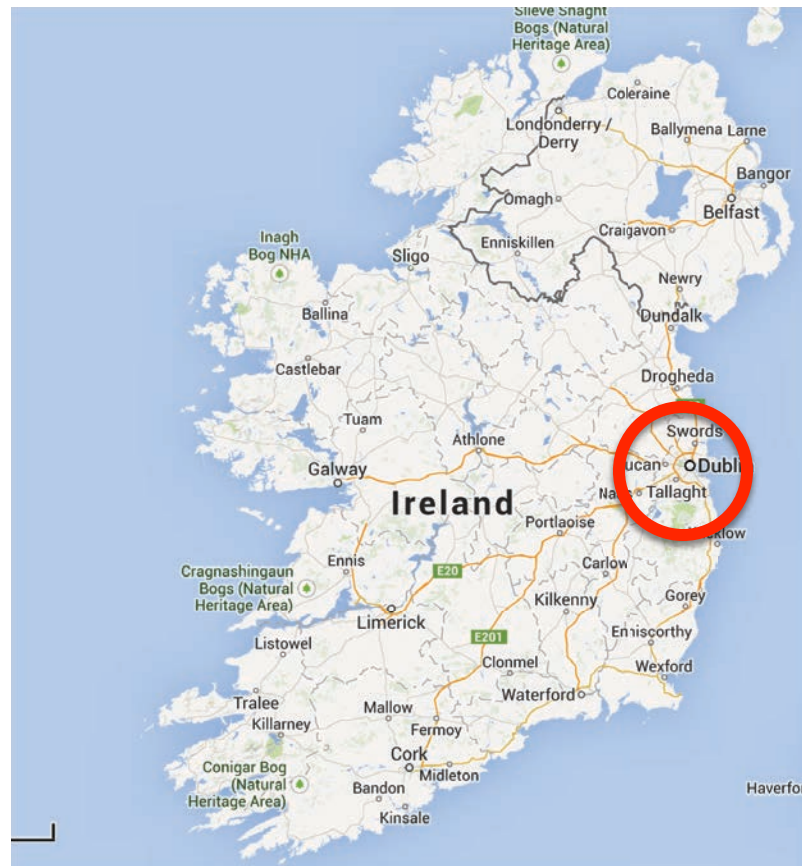 Slieve Snaght
Bogs (Natural
Heritage Area)
Coleraine
Londonderry /
Derry
Ballymena
Larne
Bangor
Omagh
Belfast
Craigavon
Enniskillen
Inagh
Bog NHA
Sligo
Newry
Ballina
Dundalk
Castlebar
Drogheda
Tuam
Swords
Athlone
ucan
Dubli
Galway
Tallaght
Ireland
Portlaoise
Ennis
E20
Carlow
Cragnashingaun
Bogs (Natural
Heritage Area)
Kilkenny
Gorey
Limerick
E201
Enniscorthy
Listowel
Clonmel
Wexford
Tralee
Waterford
Mallow
Killarney
Fermoy
Cork
Conigar Bog
(Natural
Heritage Area)
Midleton
Bandon
Haverfo
Kinsale